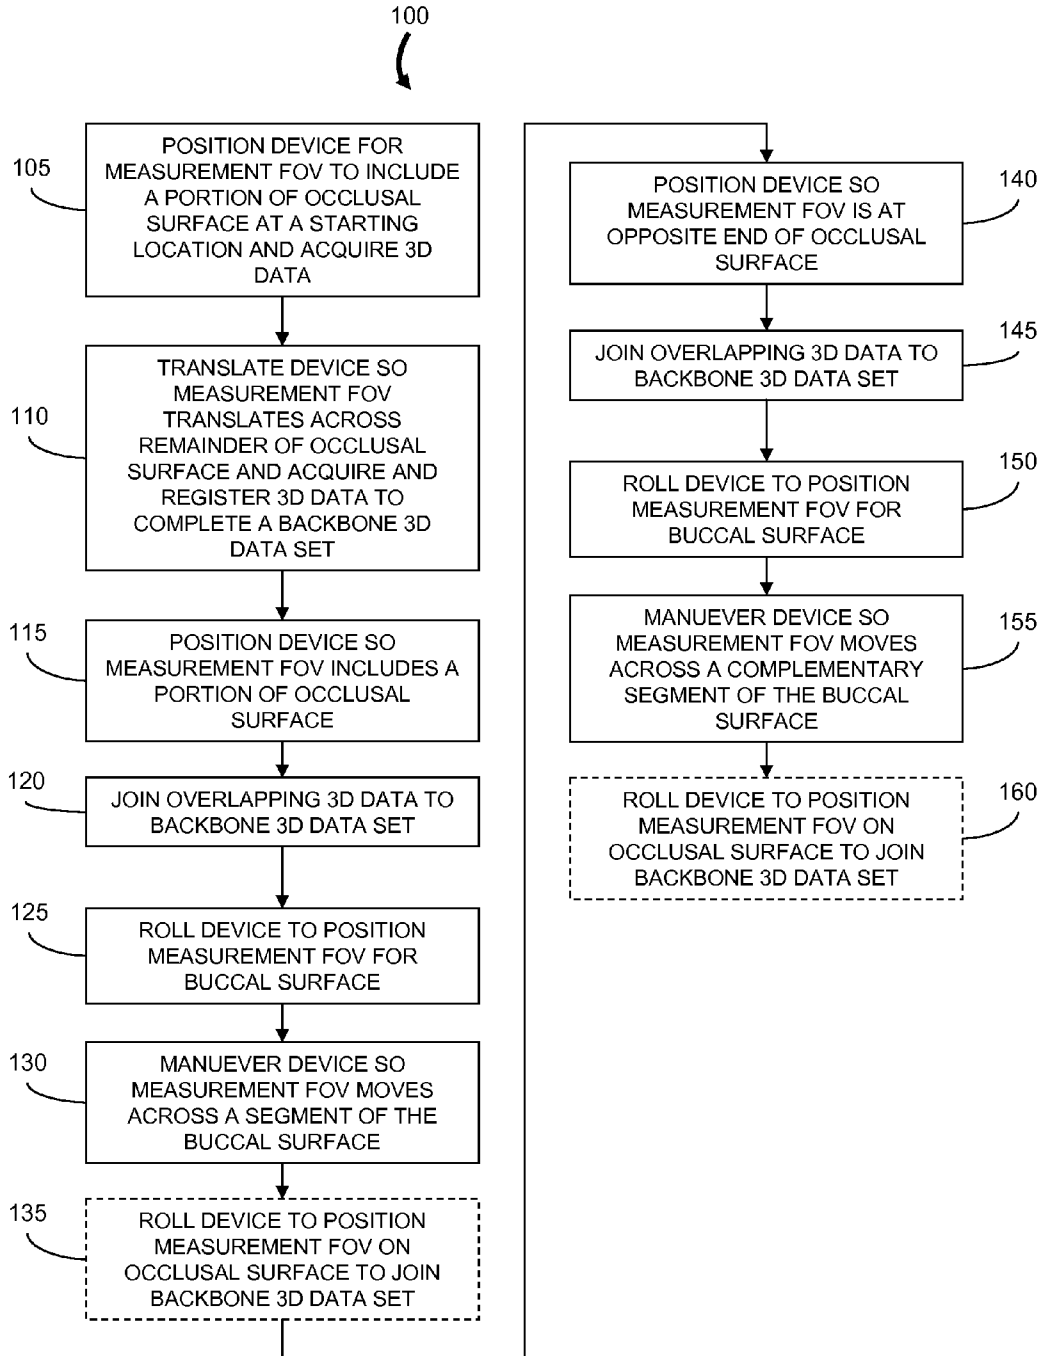 100
105
POSITION DEVICE FOR
MEASUREMENT FOV TO INCLUDE
A PORTION OF OCCLUSAL
SURFACE AT A STARTING
LOCATION AND ACQUIRE 3D
DATA
110
TRANSLATE DEVICE SO
MEASUREMENT FOV
TRANSLATES ACROSS
REMAINDER OF OCCLUSAL
SURFACE AND ACQUIRE AND
REGISTER 3D DATA TO
COMPLETE A BACKBONE 3D
DATA SET
115
POSITION DEVICE SO
MEASUREMENT FOV INCLUDES A
PORTION OF OCCLUSAL
SURFACE
120
JOIN OVERLAPPING 3D DATA TO
BACKBONE 3D DATA SET
125
ROLL DEVICE TO POSITION
MEASUREMENT FOV FOR
BUCCAL SURFACE
130
MANUEVER DEVICE SO
MEASUREMENT FOV MOVES
ACROSS A SEGMENT OF THE
BUCCAL SURFACE
135
ROLL DEVICE TO POSITION
MEASUREMENT FOV ON
OCCLUSAL SURFACE TO JOIN
BACKBONE 3D DATA SET
140
POSITION DEVICE SO
MEASUREMENT FOV IS AT
OPPOSITE END OF OCCLUSAL
SURFACE
145
JOIN OVERLAPPING 3D DATA TO
BACKBONE 3D DATA SET
150
ROLL DEVICE TO POSITION
MEASUREMENT FOV FOR
BUCCAL SURFACE
155
MANUEVER DEVICE SO
MEASUREMENT FOV MOVES
ACROSS A COMPLEMENTARY
SEGMENT OF THE BUCCAL
SURFACE
160
ROLL DEVICE TO POSITION
MEASUREMENT FOV ON
OCCLUSAL SURFACE TO JOIN
BACKBONE 3D DATA SET